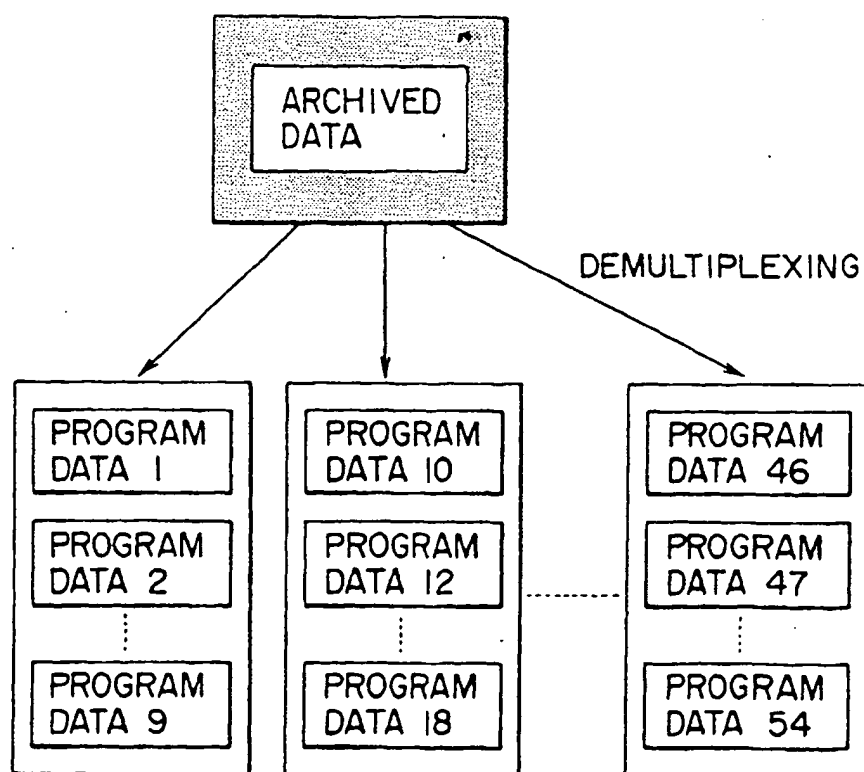 ARCHIVED
DATA
DEMULTIPLEXING
PROGRAM
DATA 1
PROGRAM
DATA 2
PROGRAM
DATA 9
PROGRAM
DATA 10
PROGRAM
DATA 12
PROGRAM
DATA 18
PROGRAM
DATA 46
PROGRAM
DATA 47
PROGRAM
DATA 54